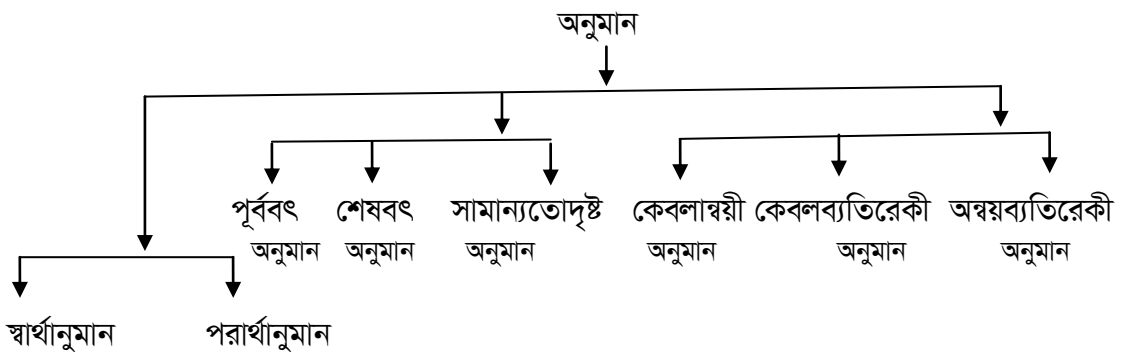 অনুমান
পূর্ববৎ শেষবৎ সামান্যতোদৃষ্ট কেবলান্বয়ী কেবলব্যতিরেকী অন্বয়ব্যতিরেকী
অনুমান অনুমান অনুমান অনুমান অনুমান অনুমান
স্বার্থানুমান পরার্থানুমান